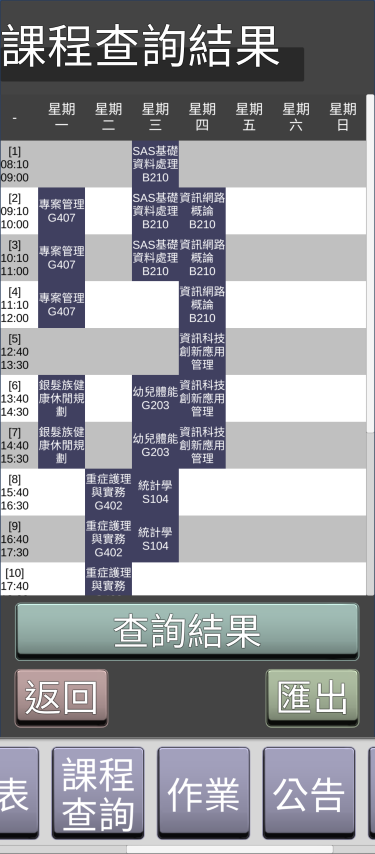 課程查詢結果
-
星期
一
星期
二
星期
三
星期
四
星期
五
星期
六
星期
日
[1]
08:10
09:00
SAS基礎
資料處理
B210
[2]
09:10
10:00
專案管理
G407
SAS基礎
資料處理
B210
資訊網路
概論
B210
[3]
10:10
11:00
專案管理
G407
SAS基礎
資料處理
B210
資訊網路
概論
B210
[4]
11:10
12:00
專案管理
G407
資訊網路
概論
B210
[5]
12:40
13:30
資訊科技
創新應用
管理
[6]
13:40
14:30
銀髮族健
康休閒規
劃
幼兒體能
G203
資訊科技
創新應用
管理
[7]
14:40
15:30
銀髮族健
康休閒規
劃
幼兒體能
G203
資訊科技
創新應用
管理
[8]
15:40
16:30
重症護理
與實務
G402
統計學
S104
[9]
16:40
17:30
重症護理
與實務
G402
統計學
S104
[10]
17:40
重症護理
與實務
查詢結果
返回
匯出
表
課程
查詢
作業
公告